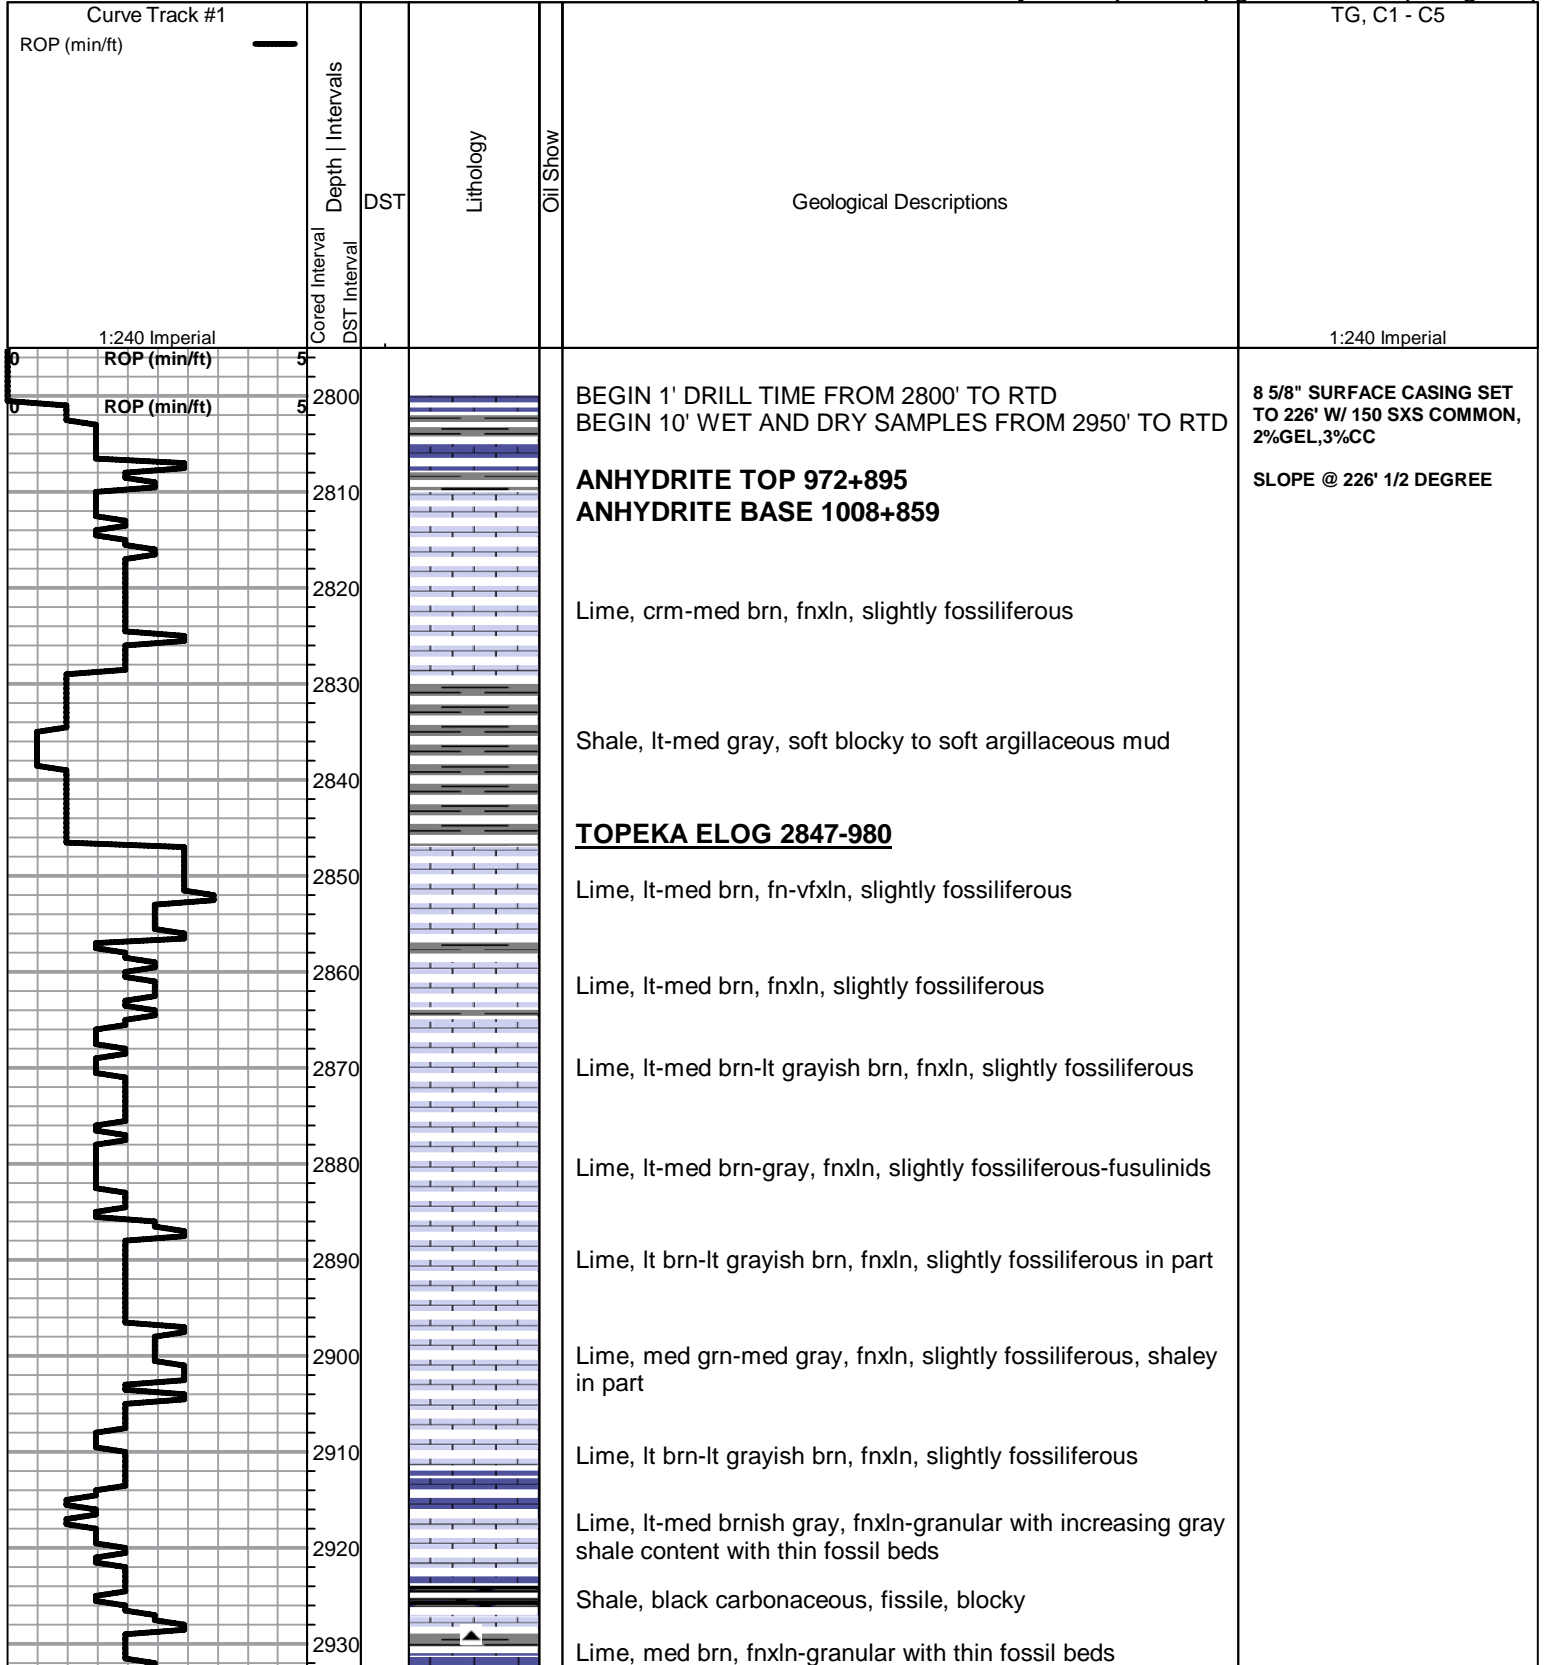 Curve Track #1
ROP (min/ft)
1:240 Imperial
Depth | Intervals
Cored Interval
DST Interval
DST
Lithology
Oil Show
Geological Descriptions
TG, C1 - C5
1:240 Imperial
0 ROP (min/ft) 5
0 ROP (min/ft) 5
2800
BEGIN 1' DRILL TIME FROM 2800' TO RTD
BEGIN 10' WET AND DRY SAMPLES FROM 2950' TO RTD
8 5/8" SURFACE CASING SET
TO 226' W/ 150 SXS COMMON,
2%GEL,3%CC
SLOPE @ 226' 1/2 DEGREE
ANHYDRITE TOP 972+895
2810
ANHYDRITE BASE 1008+859
2820
Lime, crm-med brn, fnxln, slightly fossiliferous
2830
Shale, lt-med gray, soft blocky to soft argillaceous mud
2840
TOPEKA ELOG 2847-980
2850
Lime, lt-med brn, fn-vfxln, slightly fossiliferous
2860
Lime, lt-med brn, fnxln, slightly fossiliferous
2870
Lime, lt-med brn-lt grayish brn, fnxln, slightly fossiliferous
2880
Lime, lt-med brn-gray, fnxln, slightly fossiliferous-fusulinids
2890
Lime, lt brn-lt grayish brn, fnxln, slightly fossiliferous in part
2900
Lime, med grn-med gray, fnxln, slightly fossiliferous, shaley
in part
2910
Lime, lt brn-lt grayish brn, fnxln, slightly fossiliferous
Lime, lt-med brnish gray, fnxln-granular with increasing gray
2920
shale content with thin fossil beds
Shale, black carbonaceous, fissile, blocky
2930
Lime, med brn, fnxln-granular with thin fossil beds